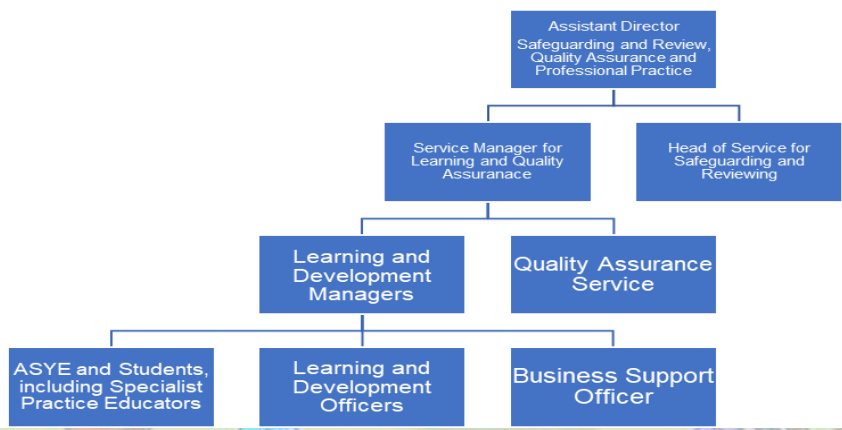 Assistant Director
Safeguarding and Review,
Quality Assurance and
Professional Practice
Service Manager for
Learning and Quality
Assuranace
Head of Service for
Safeguarding and
Reviewing
Learning and
Development
Managers
Quality Assurance
Service
ASYE and Students,
including Specialist
Practice Educators
Learning and
Development
Officers
Business Support
Officer